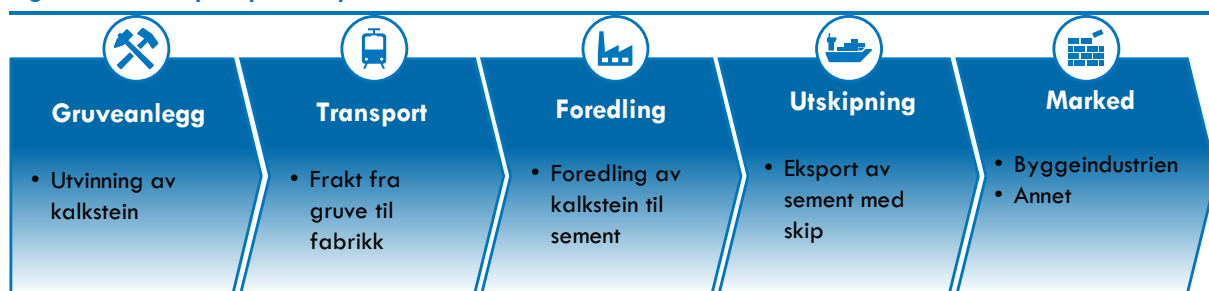 Gruveanlegg
• Utvinning av
kalkstein
Transport
• Frakt fra
gruve til
fabrikk
Foredling
• Foredling av
kalkstein til
sement
Utskipning
• Eksport av
sement med
skip
Marked
• Byggeindustrien
• Annet